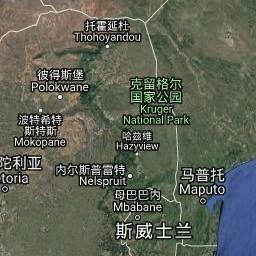 托霍延杜
Thohoyandou
彼得斯堡
Polokwane
克留格尔
国家公园
Kruger
National Park
波特希特
斯特斯
Mokopane
哈兹维
Hazyview
陀利亚
toria
内尔斯普雷特
Nelspruit
马普托
Maputo
母巴巴内
Mbabane
斯威士兰